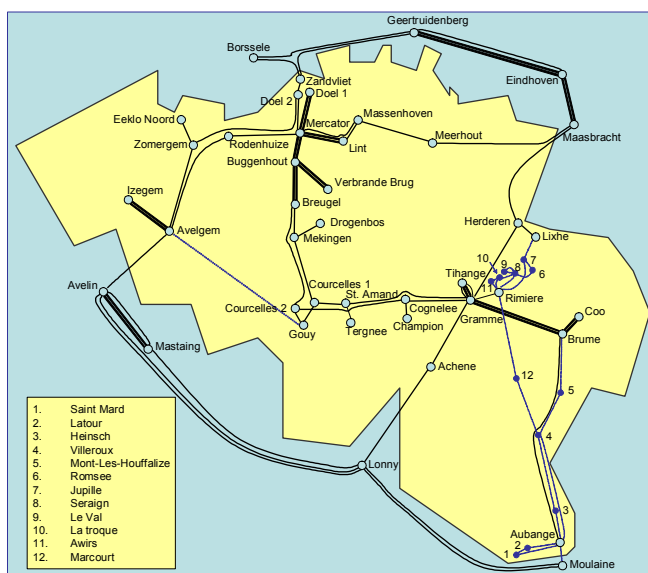 Geertruidenberg
Borssele
Zandvliet
Eindhoven
Doel 1
Doel 2
Eeklo Noord
Mercator
Massenhoven
Maasbracht
Zomergem
Rodenhuize
Lint
Meerhout
Buggenhout
Verbrande Brug
Izegem
Breugel
Avelgem
Drogenbos
Herderen
Mekingen
Lixhe
10
9
8
7
Tihange
6
11
Avelin
Courcelles 1
St. Amand
Rimiere
Courcelles 2
Cognelee
Gramme
Coo
Gouy
Tergnee
Champion
Brume
Mastaing
Achene
12
5
4
1. Saint Mard
2. Latour
3. Heinsch
4. Villeroux
5. Mont-Les-Houffalize
6. Romsee
7. Jupille
8. Seraign
9. Le Val
10. La troque
11. Awirs
12. Marcourt
Lonny
3
Aubange
2
1
Moulaine